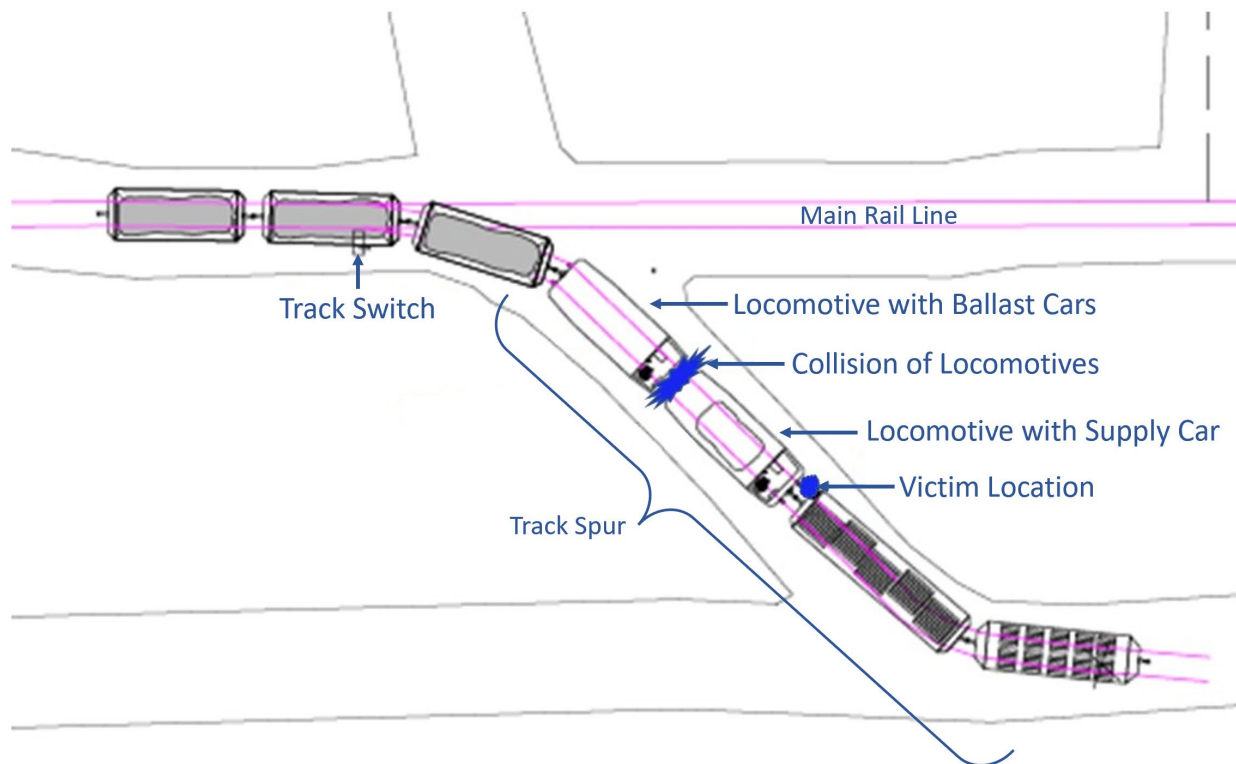 Main Rail Line
Track Switch
Locomotive with Ballast Cars
Collision of Locomotives
Locomotive with Supply Car
Victim Location
Track Spur